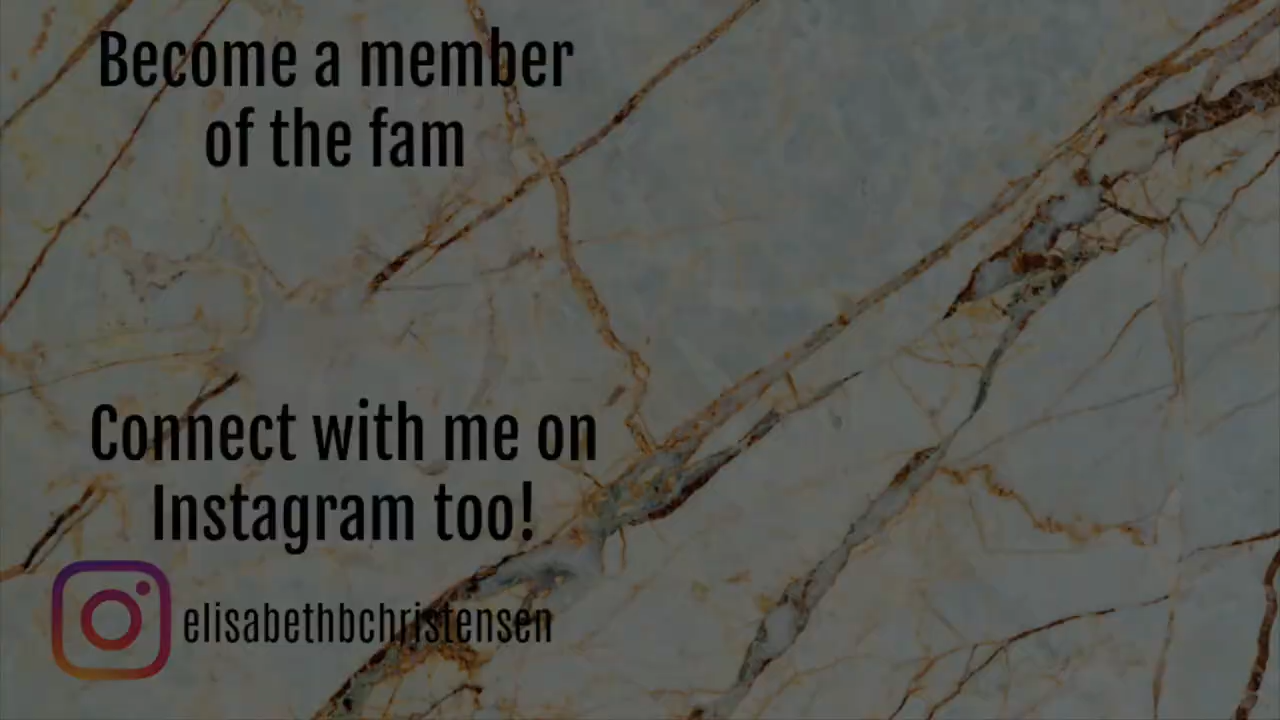 Become a member
of the fam
Connect with me on
Instagram too!
elisabethbchristensen